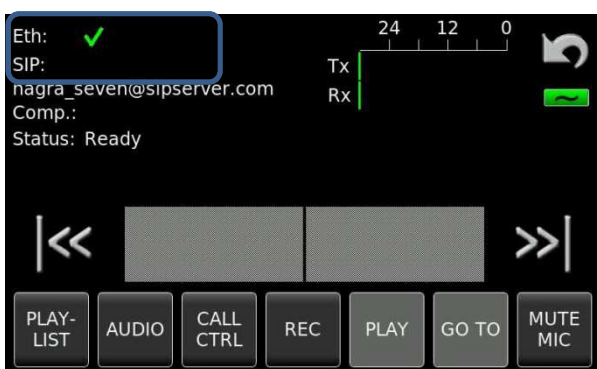 Eth: ✓
24 12 0
SIP:
Tx
nagra_seven@sipserver.com
Rx
Comp.:
Status: Ready
|<<
>>|
PLAY-
LIST
AUDIO
CALL
CTRL
REC
PLAY
GO TO
MUTE
MIC